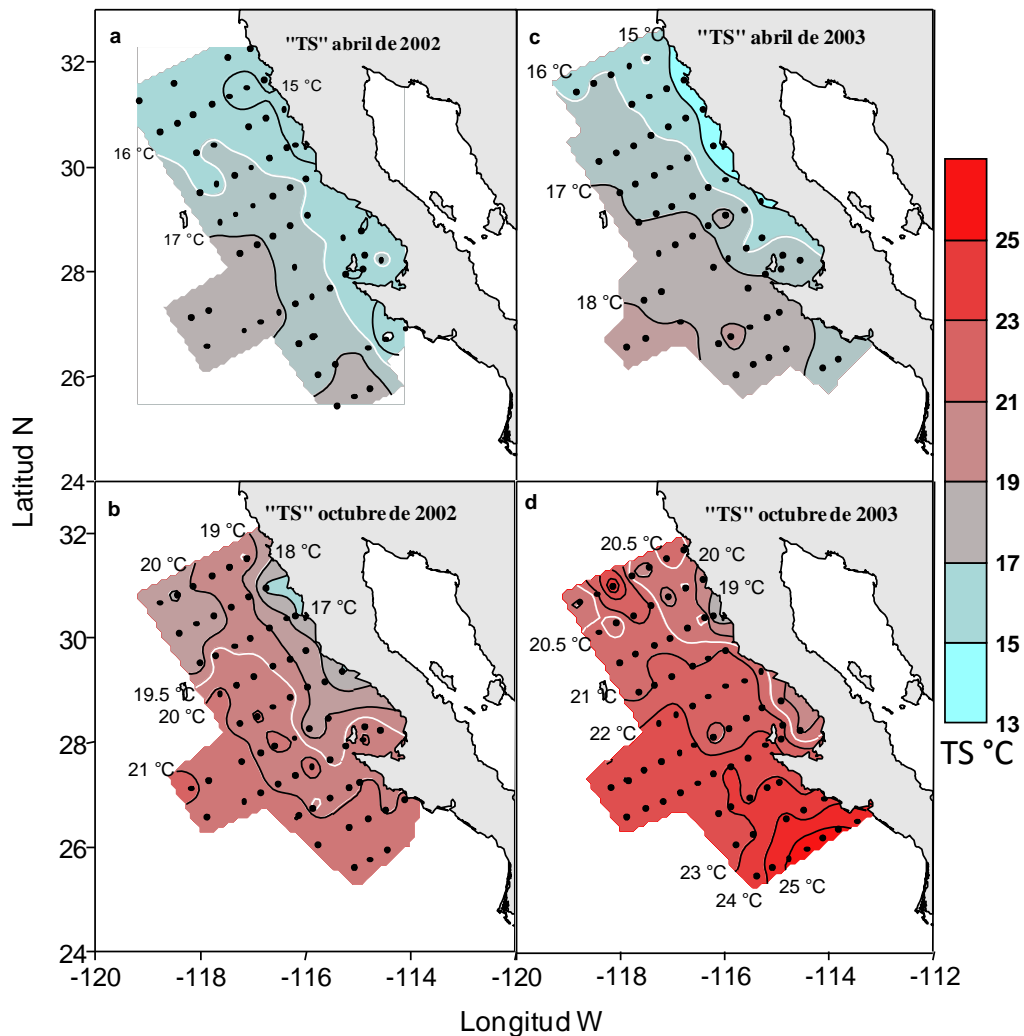 a
"TS" abril de 2002
15 °C
16 °C
17 °C
c
"TS" abril de 2003
15 °C
16 °C
17 °C
18 °C
b
"TS" octubre de 2002
19 °C
20 °C
18 °C
17 °C
19.5 °C
20 °C
21 °C
d
"TS" octubre de 2003
20.5 °C
20 °C
19 °C
20.5 °C
21 °C
22 °C
23 °C
24 °C
25 °C
32
30
28
26
24
32
30
28
26
24
Latitud N
-120
-118
-116
-114
-120
-118
-116
-114
-112
Longitud W
25
23
21
19
17
15
13
TS °C